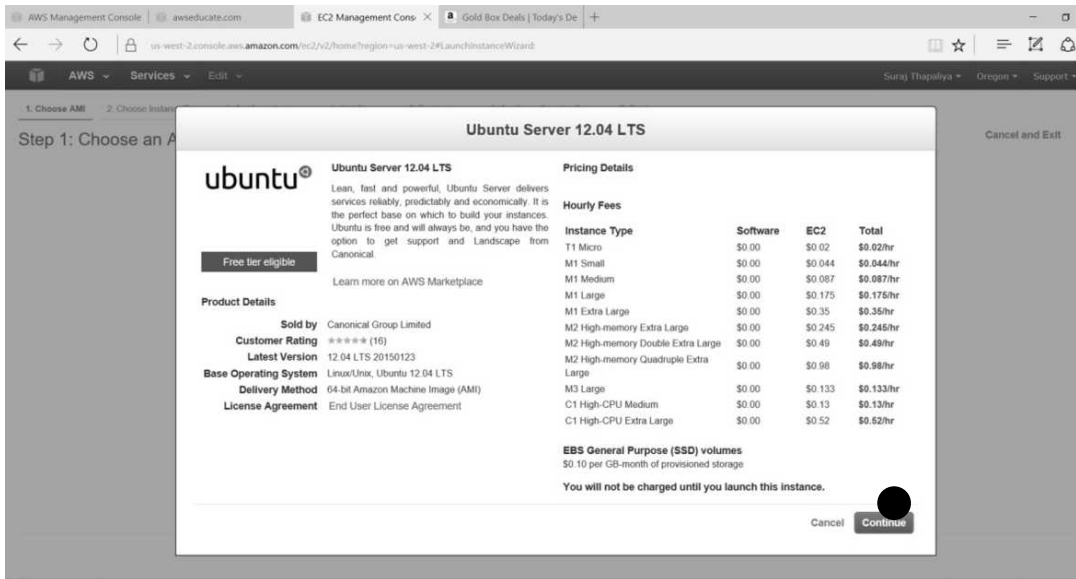 AWS Management Console
awseducate.com
EC2 Management Cons
Gold Box Deals | Today's De
us-west-2.console.aws.amazon.com/ec2/v2/home?region=us-west-2#LaunchInstanceWizard:
AWS Services Edit Suraj Thapaliya Oregon Support
1. Choose AMI 2. Choose Instan
Step 1: Choose an A
Cancel and Exit
Ubuntu Server 12.04 LTS
ubuntu
Free tier eligible
Ubuntu Server 12.04 LTS
Lean, fast and powerful, Ubuntu Server delivers
services reliably, predictably and economically. It is
the perfect base on which to build your instances.
Ubuntu is free and will always be, and you have the
option to get support and Landscape from
Canonical.
Learn more on AWS Marketplace
Product Details
Sold by Canonical Group Limited
Customer Rating (16)
Latest Version 12.04 LTS 20150123
Base Operating System Linux/Unix, Ubuntu 12.04 LTS
Delivery Method 64-bit Amazon Machine Image (AMI)
License Agreement End User License Agreement
Pricing Details
Hourly Fees
Instance Type Software EC2 Total
T1 Micro $0.00 $0.02 $0.02/hr
M1 Small $0.00 $0.044 $0.044/hr
M1 Medium $0.00 $0.087 $0.087/hr
M1 Large $0.00 $0.175 $0.175/hr
M1 Extra Large $0.00 $0.35 $0.35/hr
M2 High-memory Extra Large $0.00 $0.245 $0.245/hr
M2 High-memory Double Extra Large $0.00 $0.49 $0.49/hr
M2 High-memory Quadruple Extra
Large $0.00 $0.98 $0.98/hr
M3 Large $0.00 $0.133 $0.133/hr
C1 High-CPU Medium $0.00 $0.13 $0.13/hr
C1 High-CPU Extra Large $0.00 $0.52 $0.52/hr
EBS General Purpose (SSD) volumes
$0.10 per GB-month of provisioned storage
You will not be charged until you launch this instance.
Cancel Continue